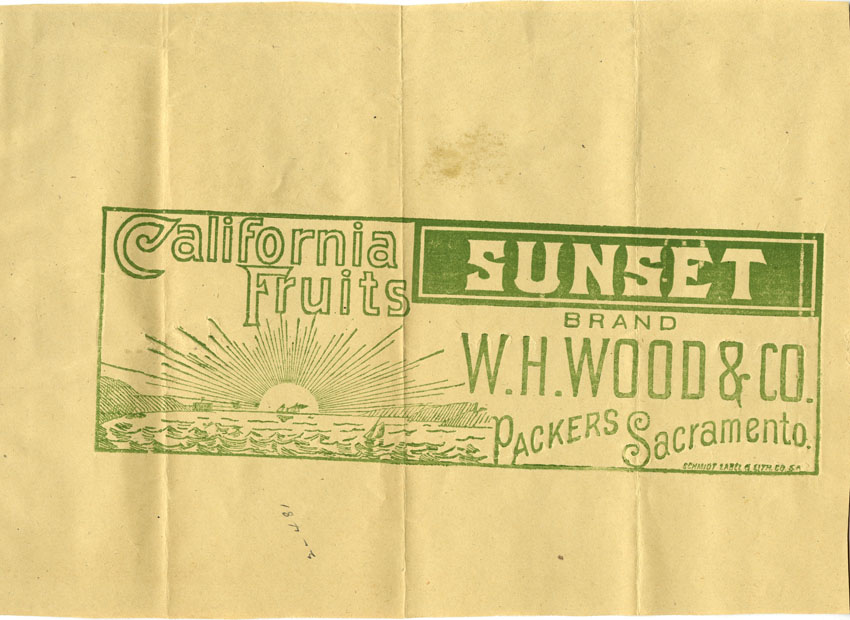 California
Fruits
SUNSET
BRAND
W.H.WOOD & CO.
PACKERS Sacramento.
SCHMIDT LABEL & LITH. CO. S.F.